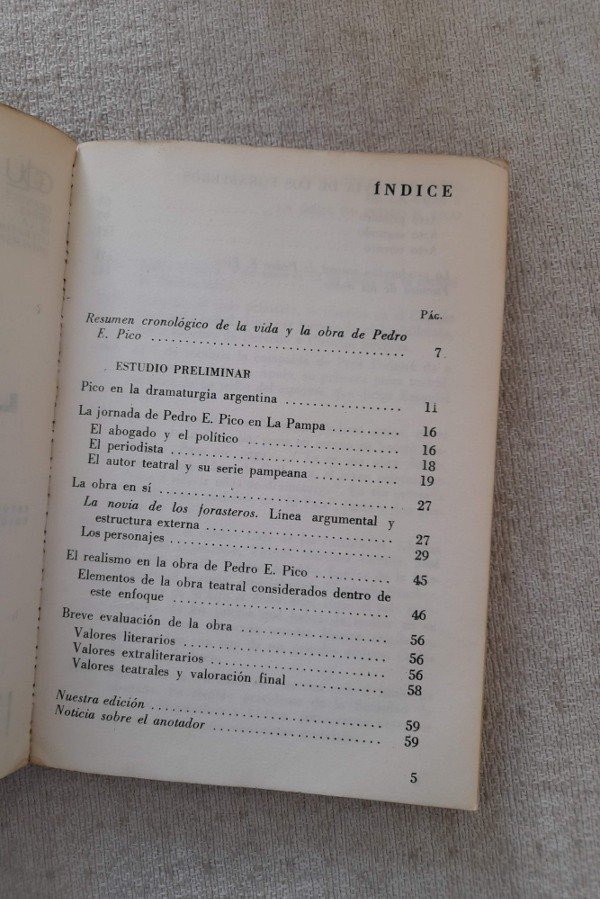 ÍNDICE
PÁG.
Resumen cronológico de la vida y la obra de Pedro
E. Pico 7
ESTUDIO PRELIMINAR
Pico en la dramaturgia argentina 11
La jornada de Pedro E. Pico en La Pampa 16
El abogado y el político 16
El periodista 18
El autor teatral y su serie pampeana 19
La obra en sí 27
La novia de los forasteros. Línea argumental y
estructura externa 27
Los personajes 29
El realismo en la obra de Pedro E. Pico 45
Elementos de la obra teatral considerados dentro de
este enfoque 46
Breve evaluación de la obra 56
Valores literarios 56
Valores extraliterarios 56
Valores teatrales y valoración final 58
Nuestra edición 59
Noticia sobre el anotador 59
5